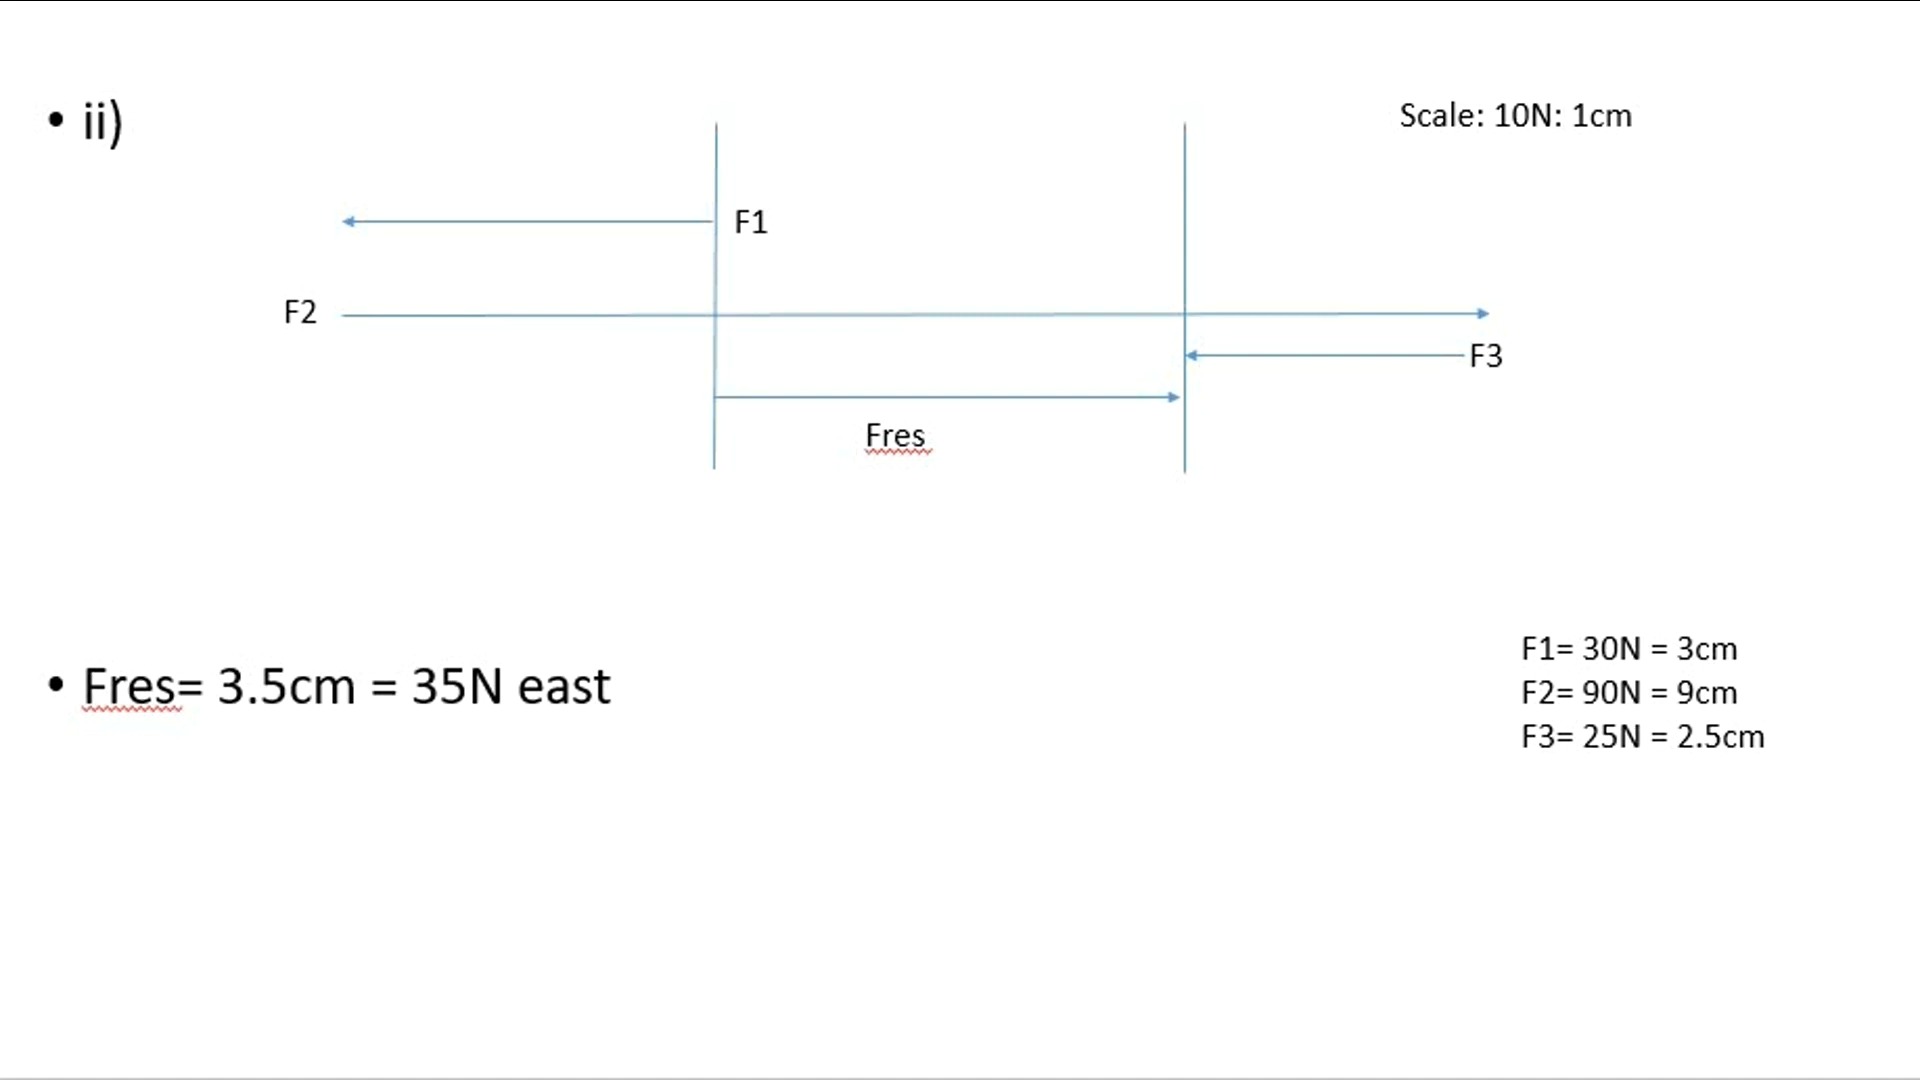 • ii)
Scale: 10N: 1cm
F1
F2
F3
Fres
• Fres= 3.5cm = 35N east
F1= 30N = 3cm
F2= 90N = 9cm
F3= 25N = 2.5cm